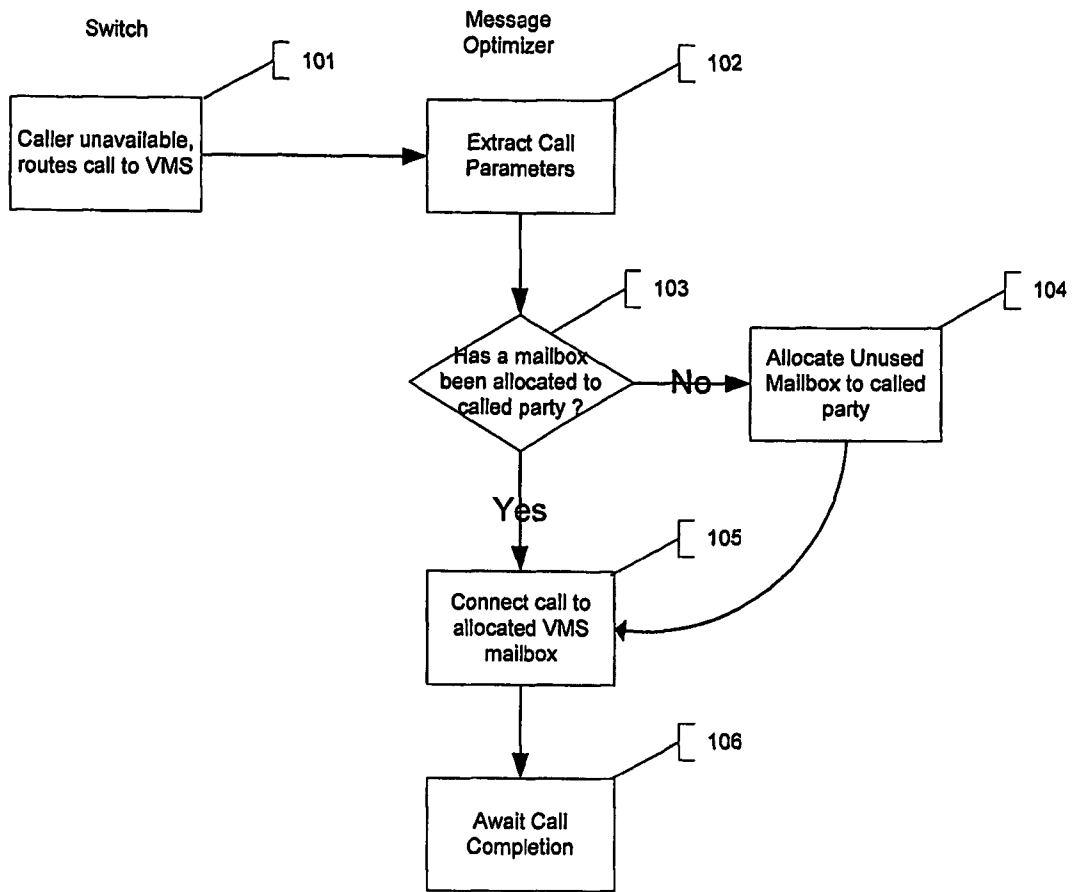 Switch
Message
Optimizer
101
102
Caller unavailable,
routes call to VMS
Extract Call
Parameters
103
104
Has a mailbox
been allocated to
called party ?
No
Allocate Unused
Mailbox to called
party
Yes
105
Connect call to
allocated VMS
mailbox
106
Await Call
Completion